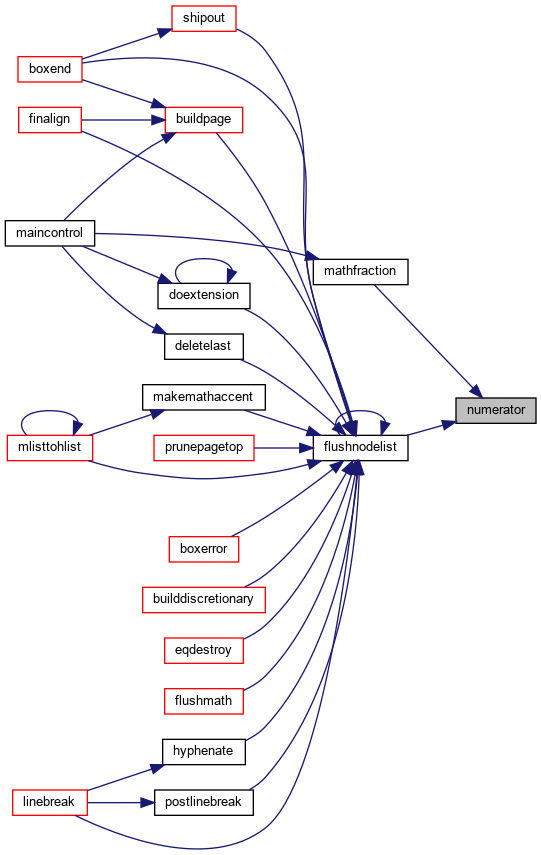 shipout
boxend
finalign
buildpage
maincontrol
mathfraction
doextension
deletelast
makemathaccent
numerator
mlisttohlist
prunepagetop
flushnodelist
boxerror
builddiscretionary
eqdestroy
flushmath
hyphenate
linebreak
postlinebreak